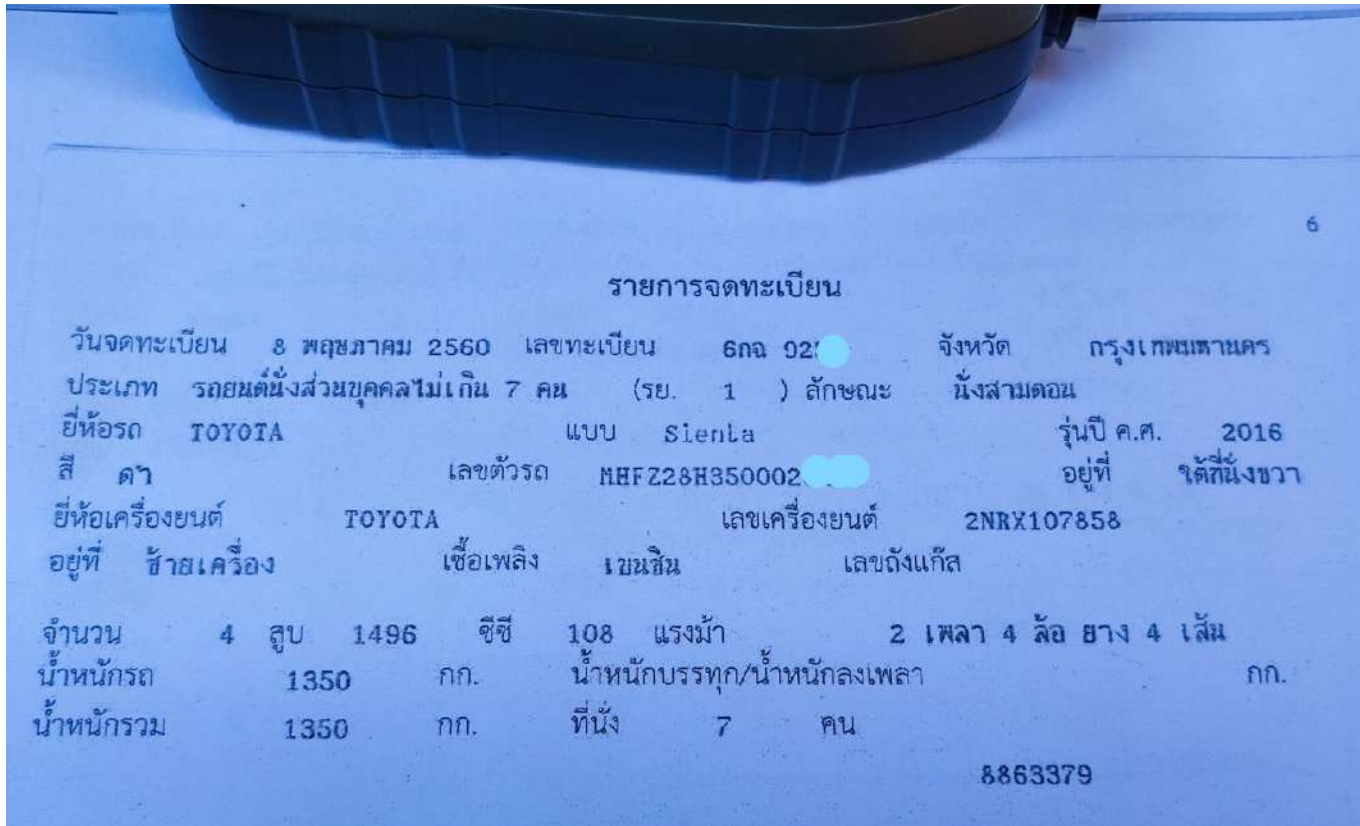 6
รายการจดทะเบียน
วันจดทะเบียน 8 พฤษภาคม 2560 เลขทะเบียน 6กฉ 92 จังหวัด กรุงเทพมหานคร
ประเภท รถยนต์นั่งส่วนบุคคลไม่เกิน 7 คน (รย. 1 ) ลักษณะ นั่งสามตอน
ยี่ห้อรถ TOYOTA แบบ Sienta รุ่นปี ค.ศ. 2016
สี ดำ เลขตัวรถ MHFZ28H350002 อยู่ที่ ใต้ที่นั่งขวา
ยี่ห้อเครื่องยนต์ TOYOTA เลขเครื่องยนต์ 2NRX107858
อยู่ที่ ซ้ายเครื่อง เชื้อเพลิง เบนซิน เลขถังแก๊ส
จำนวน 4 สูบ 1496 ซีซี 108 แรงม้า 2 เพลา 4 ล้อ ยาง 4 เส้น
น้ำหนักรถ 1350 กก. น้ำหนักบรรทุก/น้ำหนักลงเพลา กก.
น้ำหนักรวม 1350 กก. ที่นั่ง 7 คน
8863379